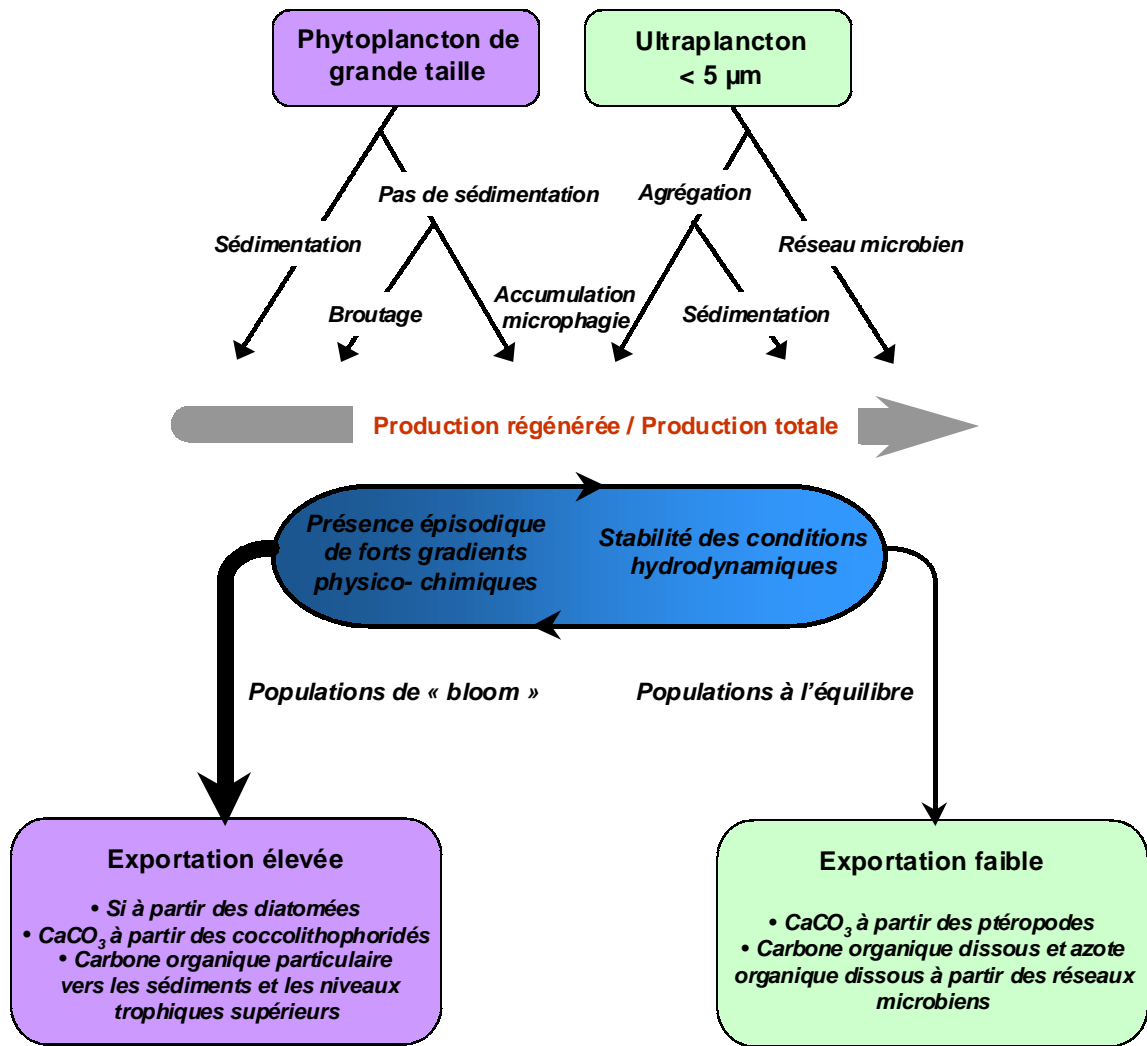 Phytoplancton de
grande taille
Ultraplancton
< 5 µm
Pas de sédimentation
Agrégation
Sédimentation
Réseau microbien
Broutage
Accumulation
microphagie
Sédimentation
Production régénérée / Production totale
Présence épisodique
de forts gradients
physico- chimiques
Stabilité des conditions
hydrodynamiques
Populations de « bloom »
Populations à l’équilibre
Exportation élevée
• Si à partir des diatomées
• CaCO3 à partir des coccolithophoridés
• Carbone organique particulaire
vers les sédiments et les niveaux
trophiques supérieurs
Exportation faible
• CaCO3 à partir des ptéropodes
• Carbone organique dissous et azote
organique dissous à partir des réseaux
microbiens